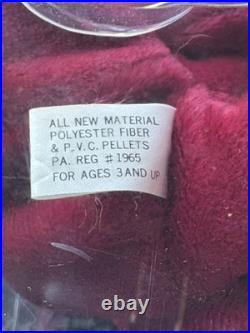 ALL NEW MATERIAL
POLYESTER FIBER
& P.V.C. PELLETS
PA. REG #1965
FOR AGES 3 AND UP